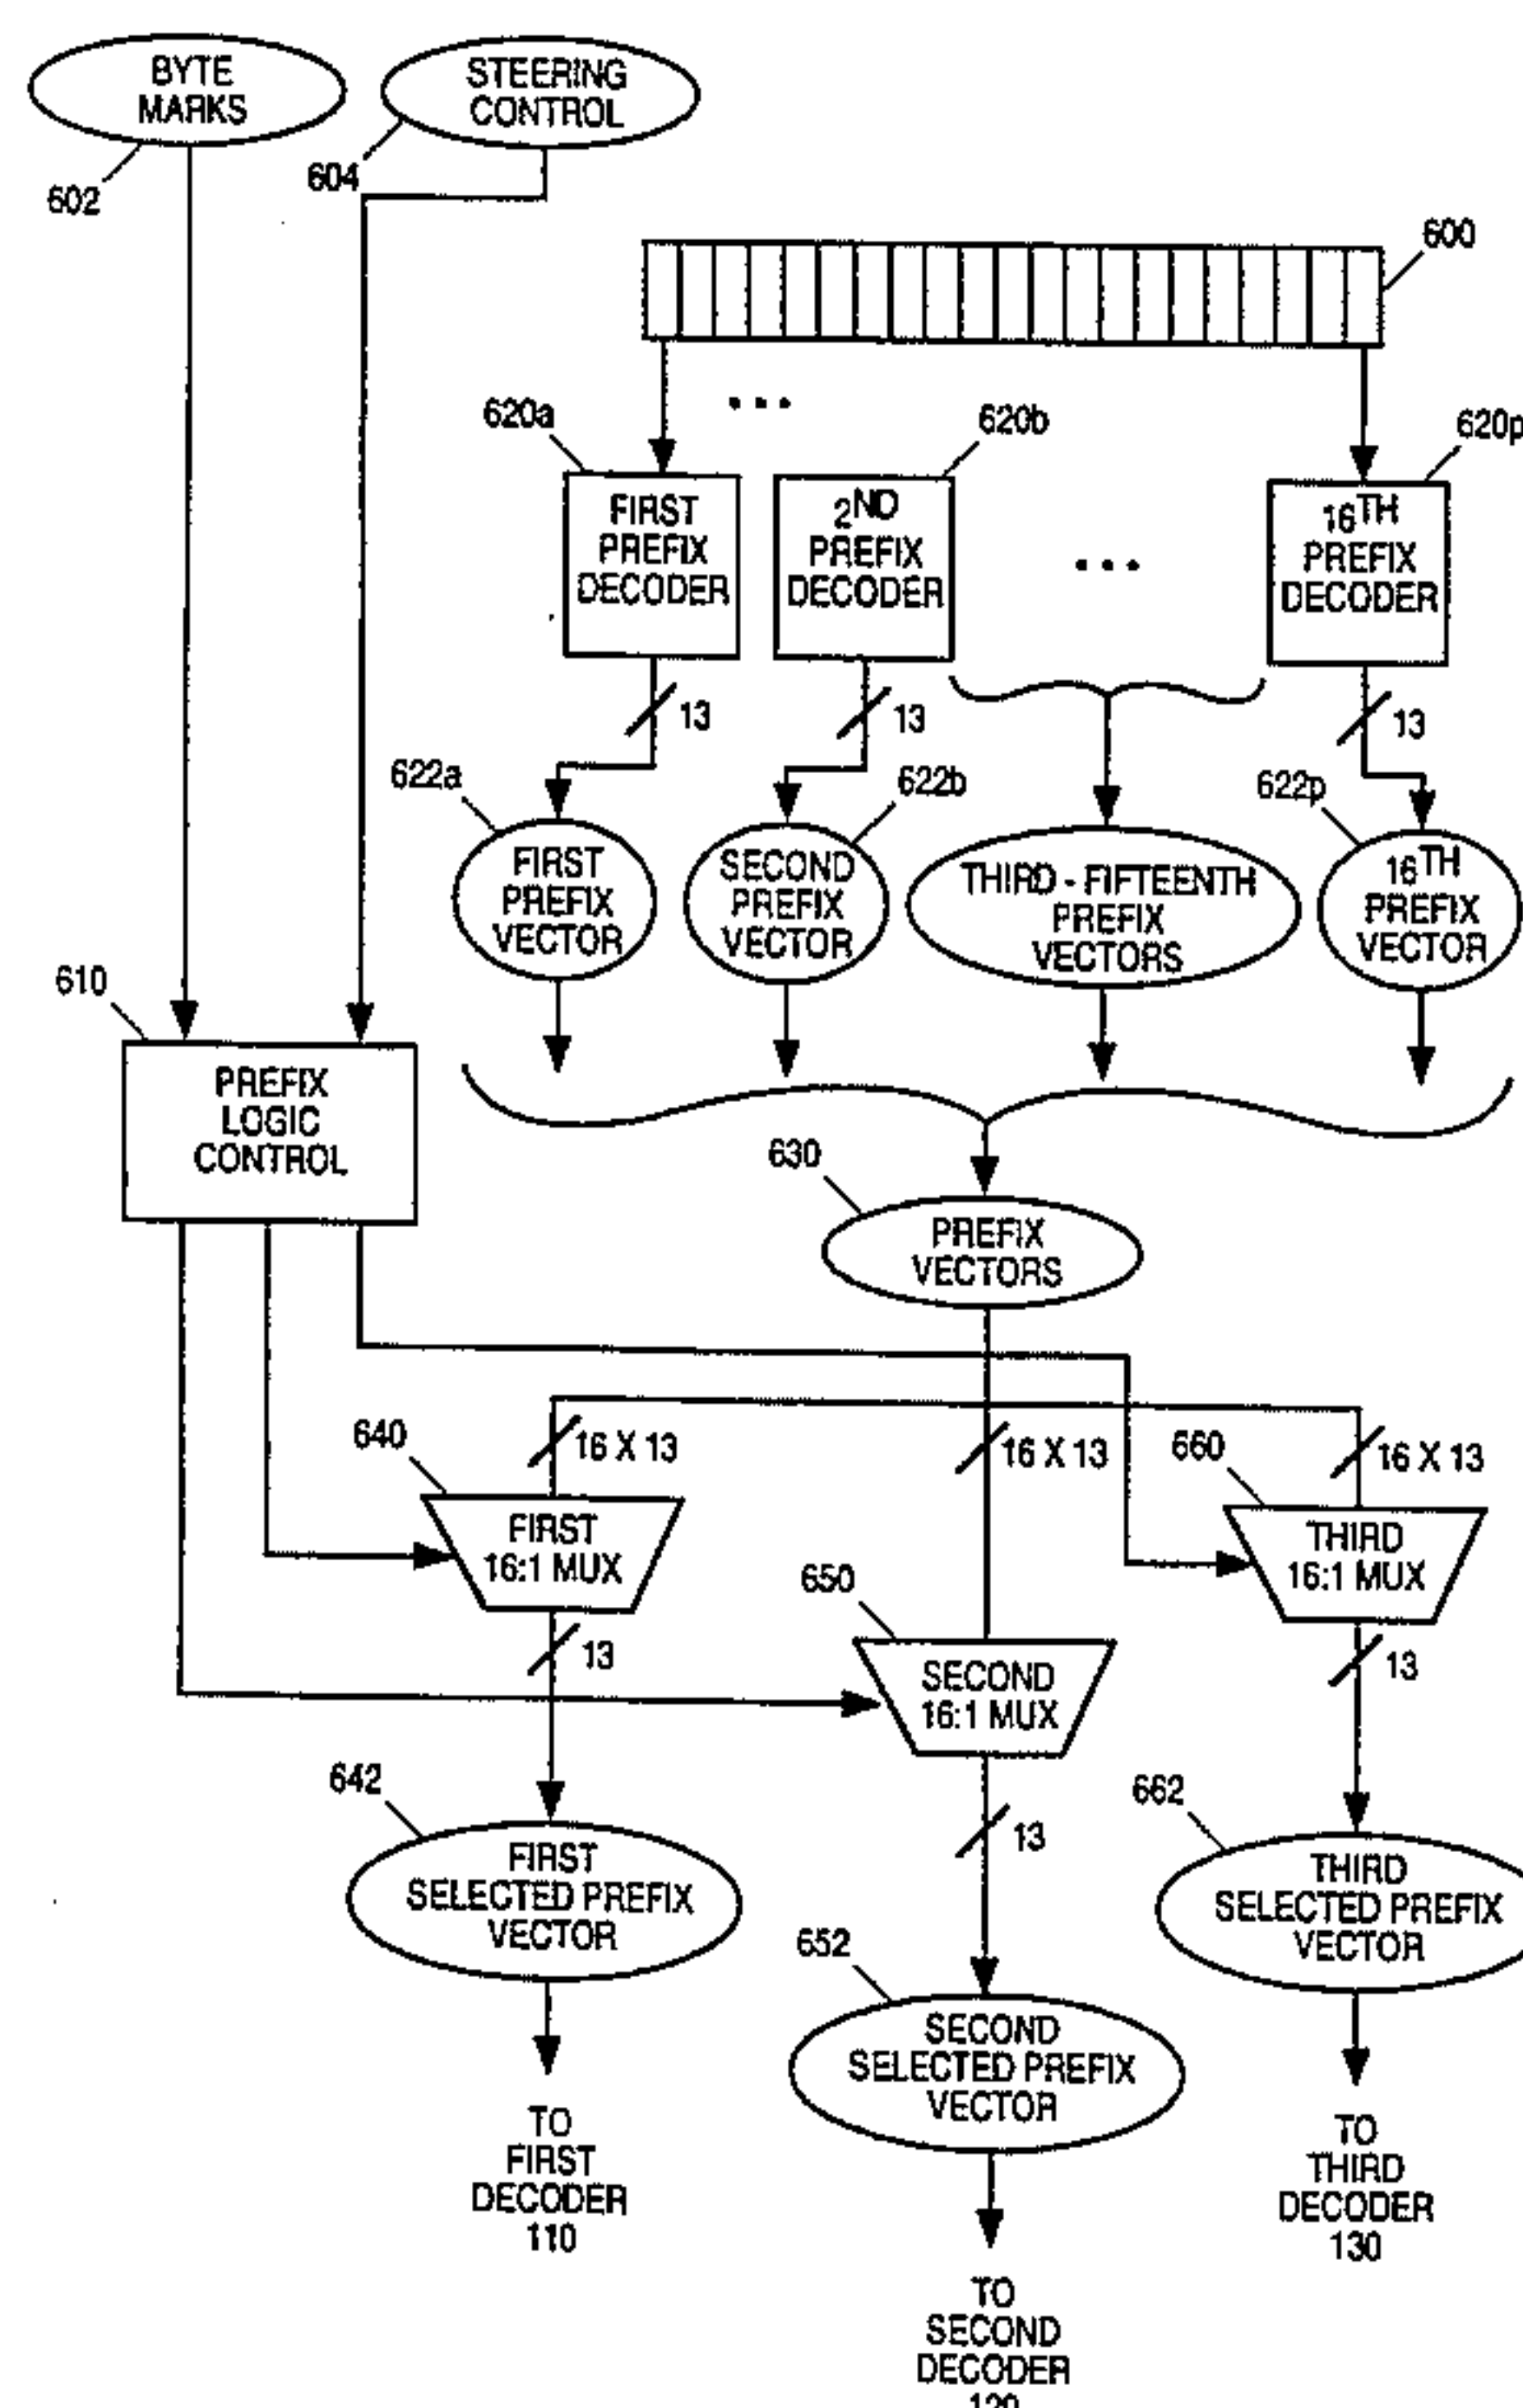 BYTE
MARKS
STEERING
CONTROL
602
604
600
620a
620b
620p
FIRST
PREFIX
DECODER
2ND
PREFIX
DECODER
16TH
PREFIX
DECODER
13
13
13
622a
622b
622p
FIRST
PREFIX
VECTOR
SECOND
PREFIX
VECTOR
THIRD - FIFTEENTH
PREFIX
VECTORS
16TH
PREFIX
VECTOR
610
PREFIX
LOGIC
CONTROL
630
PREFIX
VECTORS
640
16 X 13
16 X 13
660
16 X 13
FIRST
16:1 MUX
THIRD
16:1 MUX
650
SECOND
16:1 MUX
13
13
642
662
13
FIRST
SELECTED PREFIX
VECTOR
THIRD
SELECTED PREFIX
VECTOR
652
SECOND
SELECTED PREFIX
VECTOR
TO
FIRST
DECODER
110
TO
THIRD
DECODER
130
TO
SECOND
DECODER
120